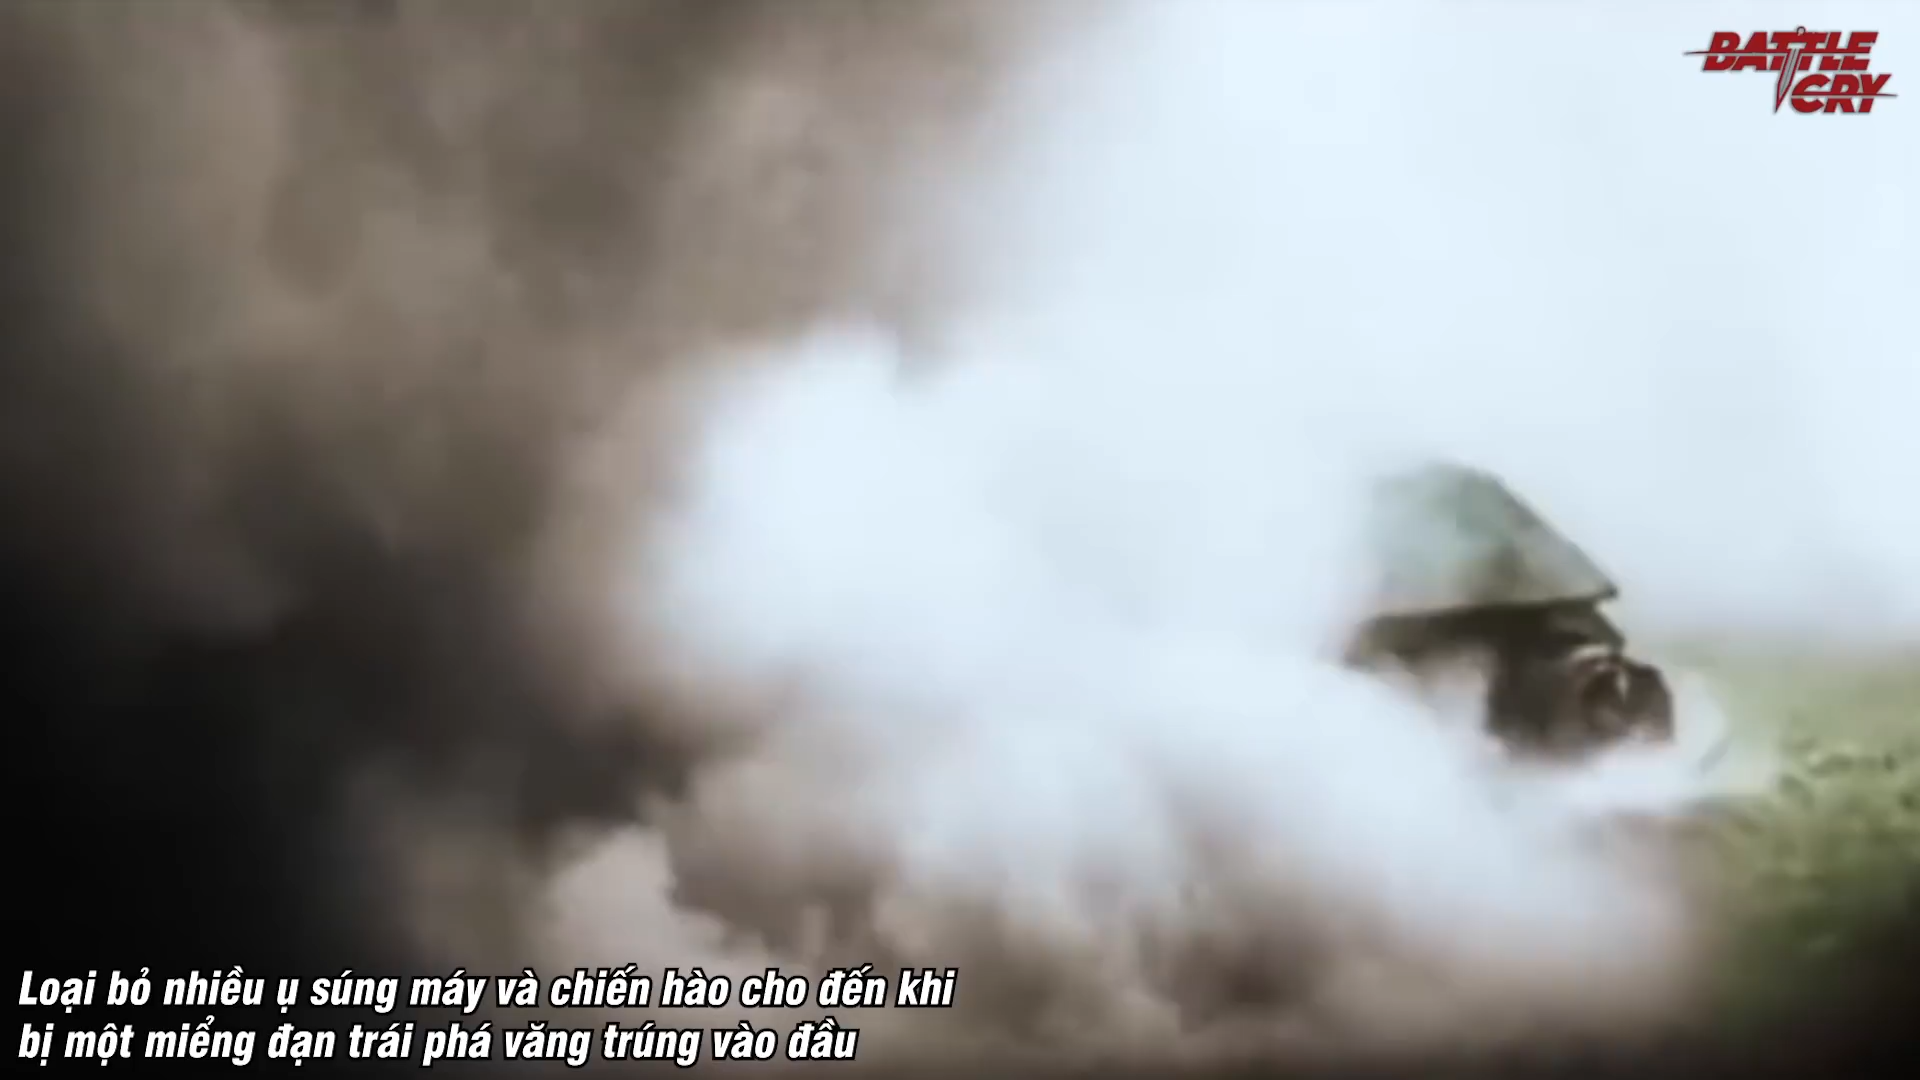 BATTLE
CRY
Loại bỏ nhiều ụ súng máy và chiến hào cho đến khi
bị một miểng đạn trái phá văng trúng vào đầu